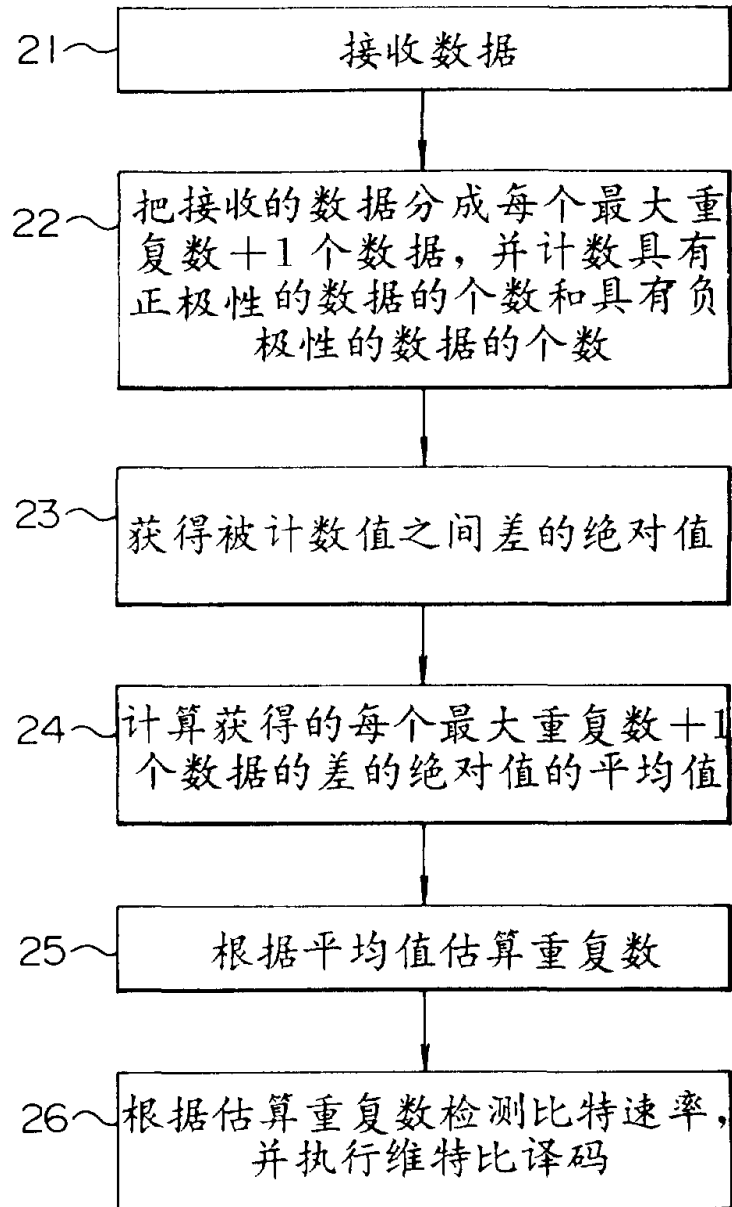 21
接收数据
22
把接收的数据分成每个最大重
复数+1个数据,并计数具有
正极性的数据的个数和具有负
极性的数据的个数
23
获得被计数值之间差的绝对值
24
计算获得的每个最大重复数+1
个数据的差的绝对值的平均值
25
根据平均值估算重复数
26
根据估算重复数检测比特速率,
并执行维特比译码